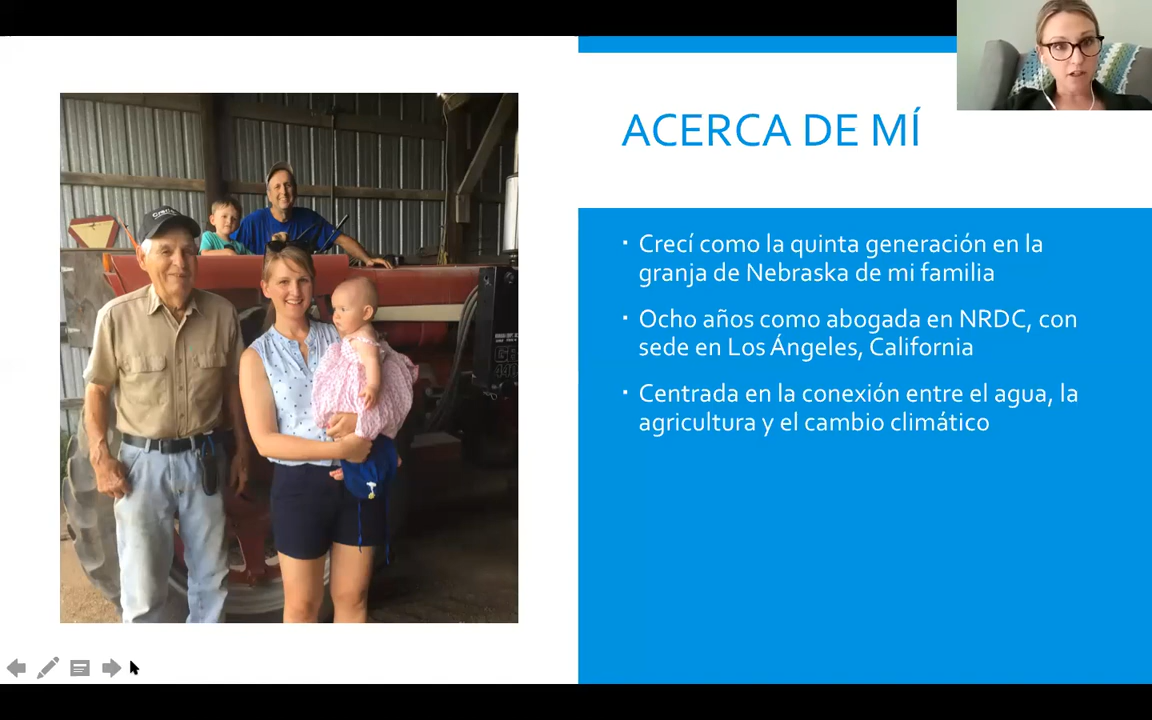 ACERCA DE MÍ
▪ Crecí como la quinta generación en la
granja de Nebraska de mi familia
▪ Ocho años como abogada en NRDC, con
sede en Los Ángeles, California
▪ Centrada en la conexión entre el agua, la
agricultura y el cambio climático